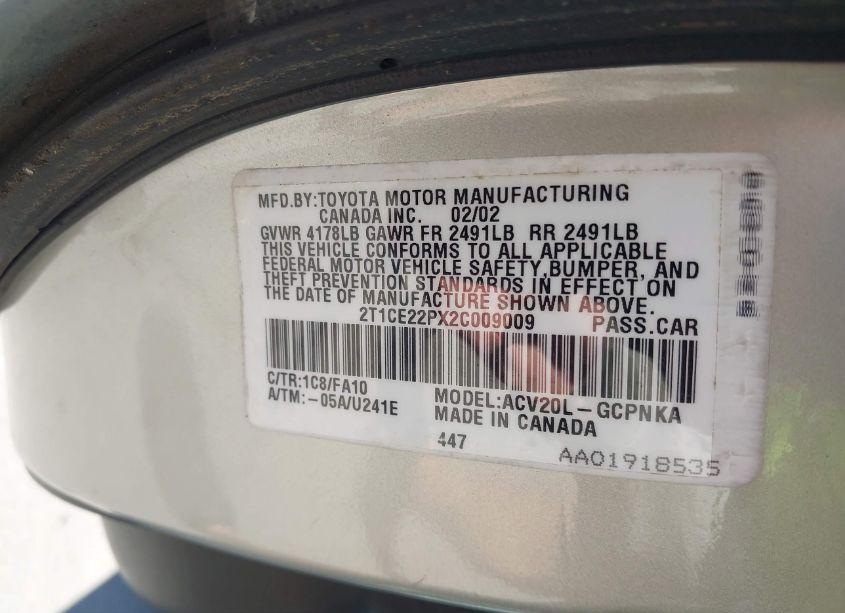 MFD.BY:TOYOTA MOTOR MANUFACTURING
CANADA INC. 02/02
GVWR 4178LB GAWR FR 2491LB RR 2491LB
THIS VEHICLE CONFORMS TO ALL APPLICABLE
FEDERAL MOTOR VEHICLE SAFETY,BUMPER, AND
THEFT PREVENTION STANDARDS IN EFFECT ON
THE DATE OF MANUFACTURE SHOWN ABOVE.
2T1CE22PX2C009009 PASS.CAR
C/TR:1C8/FA10
A/TM:-05A/U241E
MODEL:ACV20L-GCPNKA
MADE IN CANADA
447
AA01918535